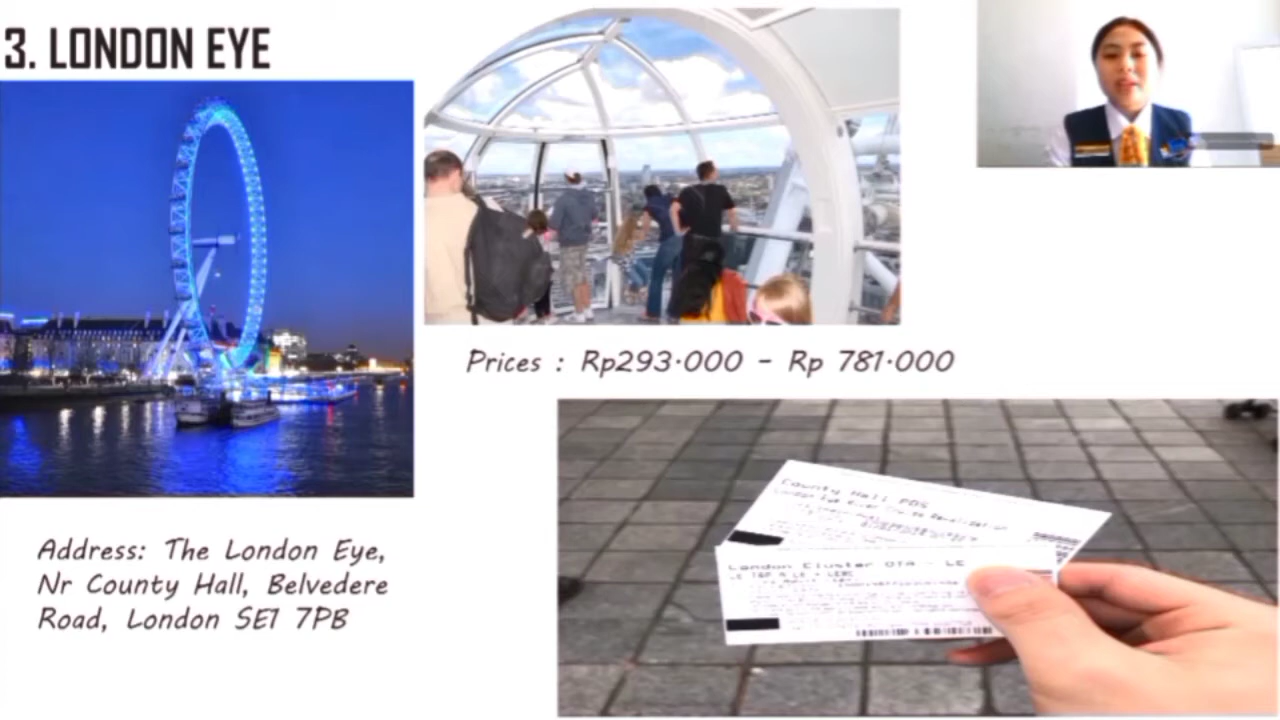 3. LONDON EYE
Prices : Rp293.000 - Rp 781.000
Address: The London Eye,
Nr County Hall, Belvedere
Road, London SE1 7PB
County Hall POS
London Cluster OTA - LE